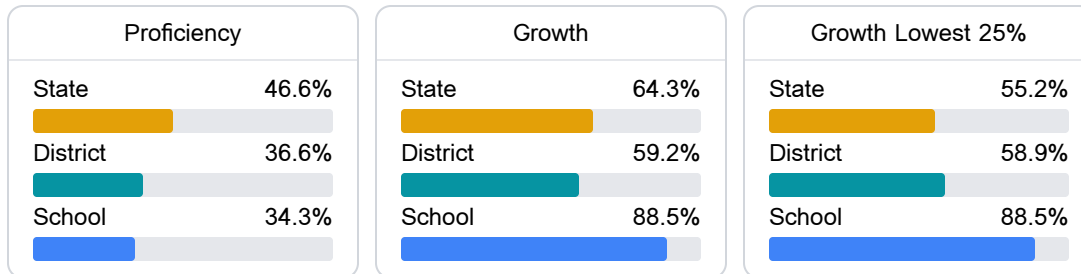 Proficiency
State 46.6%
District 36.6%
School 34.3%
Growth
State 64.3%
District 59.2%
School 88.5%
Growth Lowest 25%
State 55.2%
District 58.9%
School 88.5%